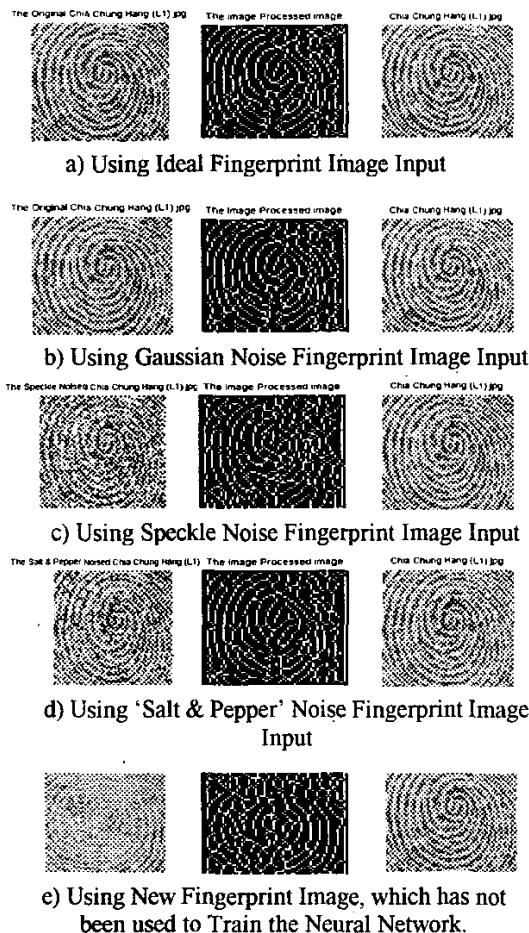 The Original Chia Chung Hang (L1).jpg The Image Processed image Chia Chung Hang (L1).jpg
a) Using Ideal Fingerprint Image Input
The Original Chia Chung Hang (L1).jpg The Image Processed image Chia Chung Hang (L1).jpg
b) Using Gaussian Noise Fingerprint Image Input
The Speckle Noised Chia Chung Hang (L1).jpg The Image Processed image Chia Chung Hang (L1).jpg
c) Using Speckle Noise Fingerprint Image Input
The Salt & Pepper Noised Chia Chung Hang (L1) The Image Processed image Chia Chung Hang (L1).jpg
d) Using ‘Salt & Pepper’ Noise Fingerprint Image
Input
e) Using New Fingerprint Image, which has not
been used to Train the Neural Network.